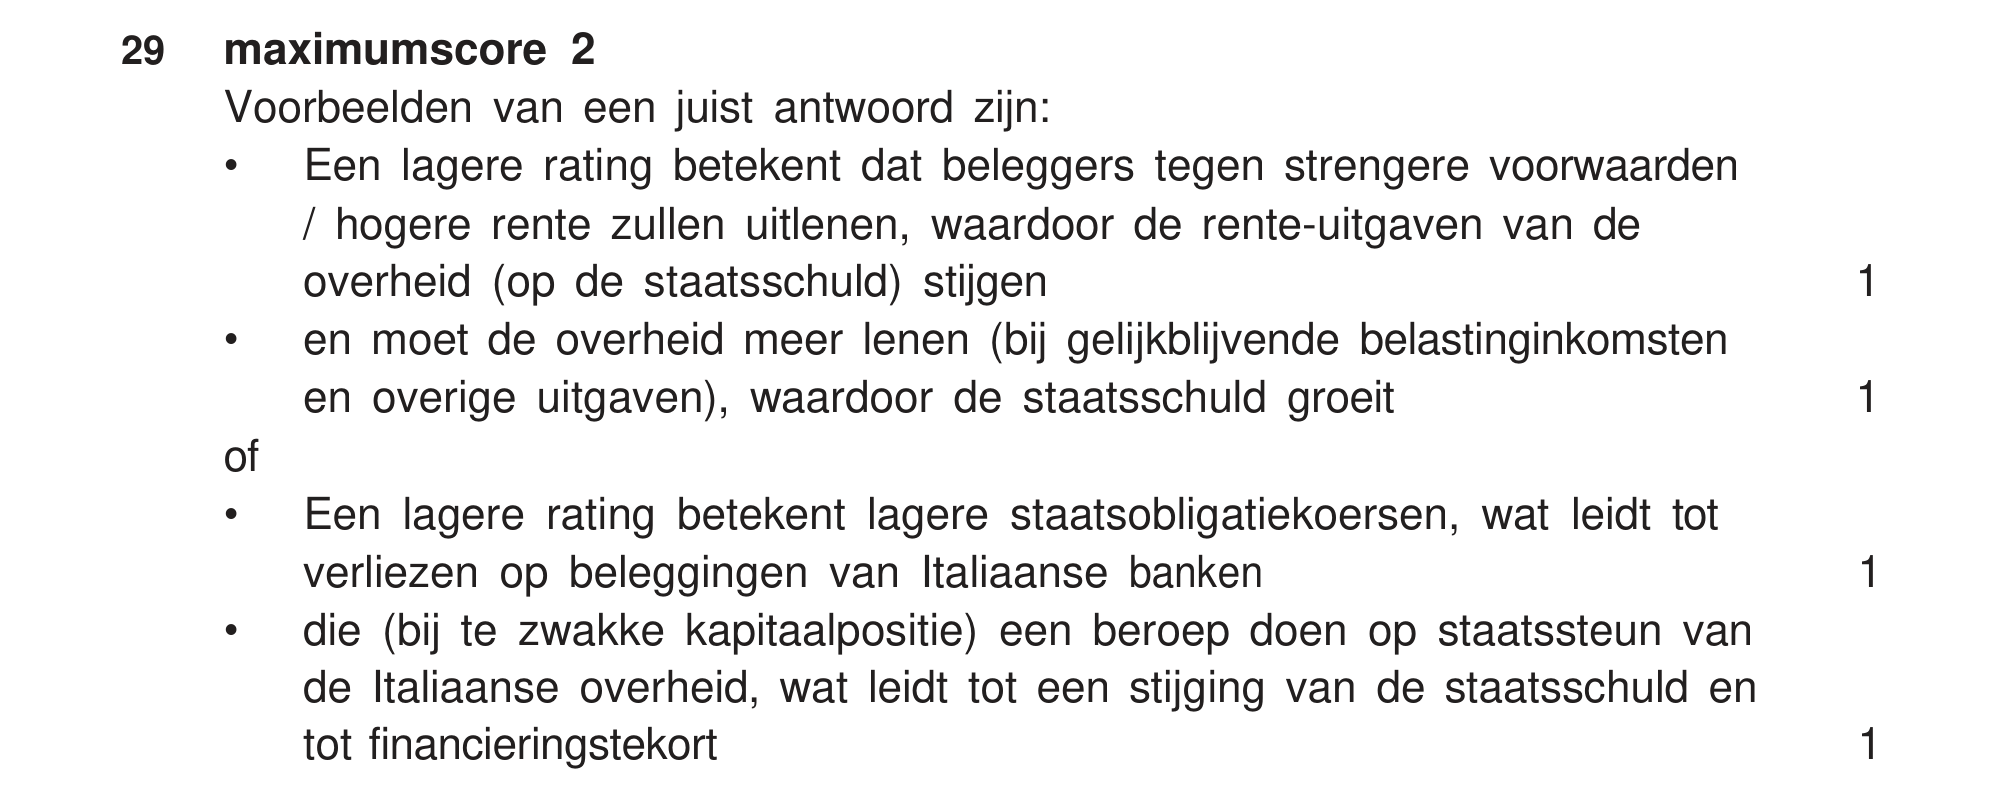 29 maximumscore 2
Voorbeelden van een juist antwoord zijn:
• Een lagere rating betekent dat beleggers tegen strengere voorwaarden
/ hogere rente zullen uitlenen, waardoor de rente-uitgaven van de
overheid (op de staatsschuld) stijgen 1
• en moet de overheid meer lenen (bij gelijkblijvende belastinginkomsten
en overige uitgaven), waardoor de staatsschuld groeit 1
of
• Een lagere rating betekent lagere staatsobligatiekoersen, wat leidt tot
verliezen op beleggingen van Italiaanse banken 1
• die (bij te zwakke kapitaalpositie) een beroep doen op staatssteun van
de Italiaanse overheid, wat leidt tot een stijging van de staatsschuld en
tot financieringstekort 1